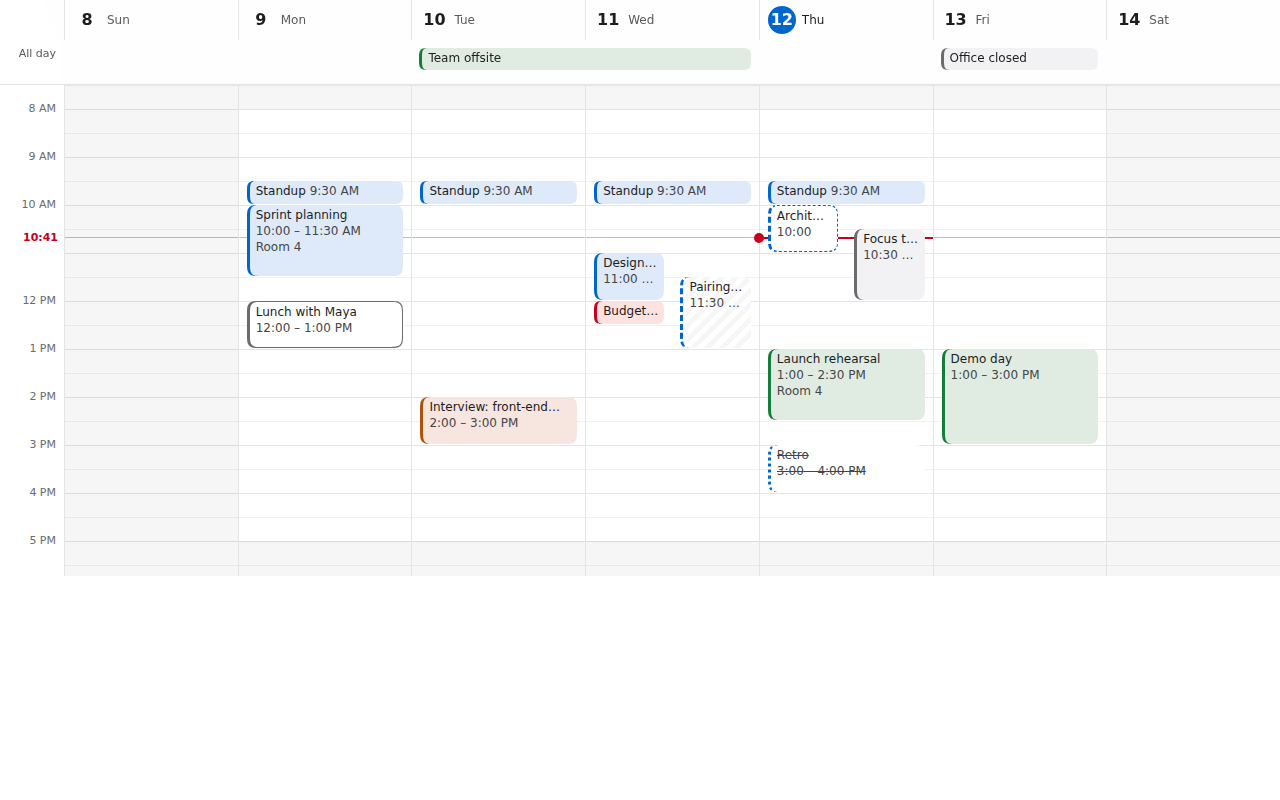 8 Sun
9 Mon
10 Tue
11 Wed
12 Thu
13 Fri
14 Sat
All day
Team offsite
Office closed
8 AM
9 AM
10 AM
10:41
12 PM
1 PM
2 PM
3 PM
4 PM
5 PM
Standup 9:30 AM
Sprint planning
10:00 – 11:30 AM
Room 4
Lunch with Maya
12:00 – 1:00 PM
Standup 9:30 AM
Interview: front-end…
2:00 – 3:00 PM
Standup 9:30 AM
Design…
11:00 …
Budget…
Pairing…
11:30 …
Standup 9:30 AM
Archit…
10:00
Focus t…
10:30 …
Launch rehearsal
1:00 – 2:30 PM
Room 4
Retro
3:00 – 4:00 PM
Demo day
1:00 – 3:00 PM